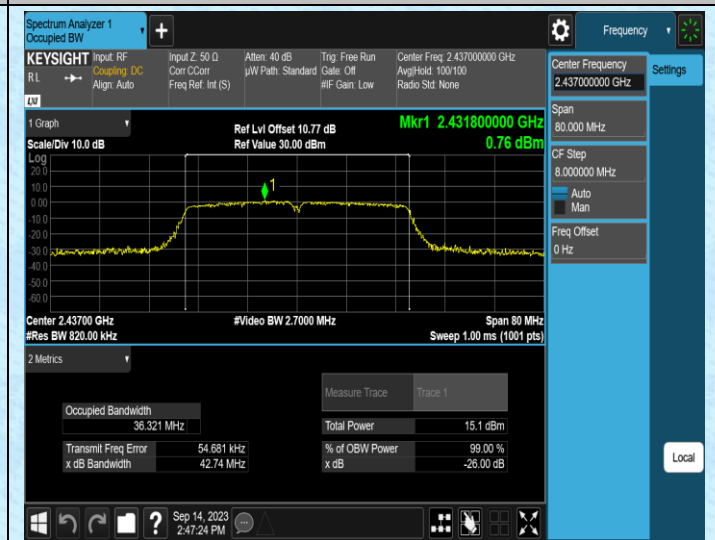 Spectrum Analyzer 1
Occupied BW
+
Frequency
KEYSIGHT
RL
LXI
Input: RF
Coupling: DC
Align: Auto
Input Z: 50 Ω
Corr CCorr
Freq Ref: Int (S)
Atten: 40 dB
µW Path: Standard
Trig: Free Run
Gate: Off
#IF Gain: Low
Center Freq: 2.437000000 GHz
Avg|Hold: 100/100
Radio Std: None
Center Frequency
2.437000000 GHz
Settings
Span
80.000 MHz
CF Step
8.000000 MHz
Auto
Man
Freq Offset
0 Hz
1 Graph
Scale/Div 10.0 dB
Ref Lvl Offset 10.77 dB
Ref Value 30.00 dBm
Mkr1 2.431800000 GHz
0.76 dBm
Log
20.0
10.0
0.00
-10.0
-20.0
-30.0
-40.0
-50.0
-60.0
1
Center 2.43700 GHz
#Res BW 820.00 kHz
#Video BW 2.7000 MHz
Span 80 MHz
Sweep 1.00 ms (1001 pts)
2 Metrics
Measure Trace Trace 1
Occupied Bandwidth
36.321 MHz
Total Power 15.1 dBm
Transmit Freq Error 54.681 kHz
% of OBW Power 99.00 %
x dB Bandwidth 42.74 MHz
x dB -26.00 dB
Local
?
Sep 14, 2023
2:47:24 PM